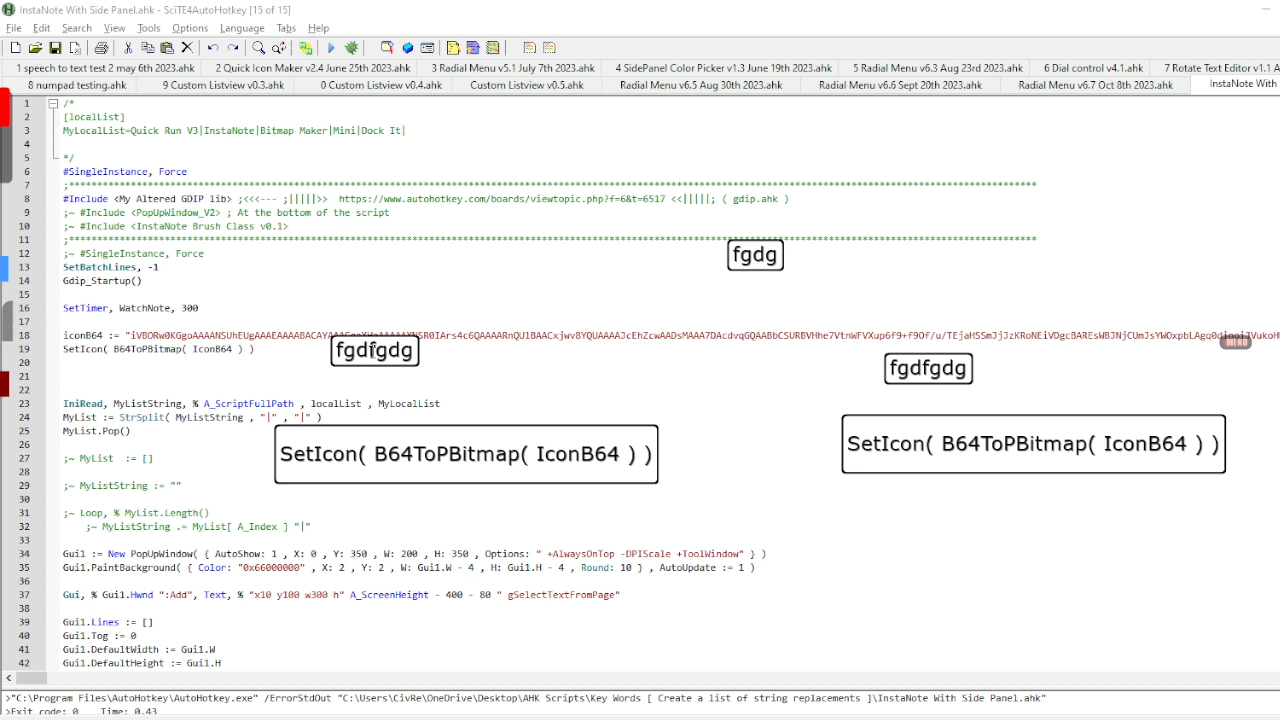 InstaNote With Side Panel.ahk - SciTE4AutoHotkey [15 of 15]
File Edit Search View Tools Options Language Tabs Help
1 speech to text test 2 may 6th 2023.ahk 2 Quick Icon Maker v2.4 June 25th 2023.ahk 3 Radial Menu v5.1 July 7th 2023.ahk 4 SidePanel Color Picker v1.3 June 19th 2023.ahk 5 Radial Menu v6.3 Aug 23rd 2023.ahk 6 Dial control v4.1.ahk 7 Rotate Text Editor v1.1 A
8 numpad testing.ahk 9 Custom Listview v0.3.ahk 0 Custom Listview v0.4.ahk Custom Listview v0.5.ahk Radial Menu v6.5 Aug 30th 2023.ahk Radial Menu v6.6 Sept 20th 2023.ahk Radial Menu v6.7 Oct 8th 2023.ahk InstaNote With
1 /*
2 [localList]
3 MyLocalList=Quick Run V3|InstaNote|Bitmap Maker|Mini|Dock It|
4
5 */
6 #SingleInstance, Force
7 ;****************************************************************************************************************************************************************************
8 #Include <My Altered GDIP lib> ;<<<--- ;|||||>> https://www.autohotkey.com/boards/viewtopic.php?f=6&t=6517 <<|||||; ( gdip.ahk )
9 ;~ #Include <PopUpWindow_V2> ; At the bottom of the script
10 ;~ #Include <InstaNote Brush Class v0.1>
11 ;****************************************************************************************************************************************************************************
12 ;~ #SingleInstance, Force
13 SetBatchLines, -1
fgdg
14 Gdip_Startup()
15
16 SetTimer, WatchNote, 300
17
18 iconB64 := "iVBORw0KGgoAAAANSUhEUgAAAEAAAABACAYAAACqaXHeAAAAAXNSR0IArs4c6QAAAARnQU1BAACxjwv8YQUAAAAJcEhZcwAADsMAAA7DAcdvqGQAABbCSURBVHhe7VtnWFVXup6f9+f9Of/u/TEjaHSSmJjJzKRoNEiVDgcBAREsWBJNjCUmJsYWOxpbLAgq0
MENU
19 SetIcon( B64ToPBitmap( IconB64 ) )
fgdfgdg
fgdfgdg
20
21
22
23 IniRead, MyListString, % A_ScriptFullPath , localList , MyLocalList
24 MyList := StrSplit( MyListString , "|" , "|" )
25 MyList.Pop()
SetIcon( B64ToPBitmap( IconB64 ) )
SetIcon( B64ToPBitmap( IconB64 ) )
26
27 ;~ MyList := []
28
29 ;~ MyListString := ""
30
31 ;~ Loop, % MyList.Length()
32 ;~ MyListString .= MyList[ A_Index ] "|"
33
34 Gui1 := New PopUpWindow( { AutoShow: 1 , X: 0 , Y: 350 , W: 200 , H: 350 , Options: " +AlwaysOnTop -DPIScale +ToolWindow" } )
35 Gui1.PaintBackground( { Color: "0x66000000" , X: 2 , Y: 2 , W: Gui1.W - 4 , H: Gui1.H - 4 , Round: 10 } , AutoUpdate := 1 )
36
37 Gui, % Gui1.Hwnd ":Add", Text, % "x10 y100 w300 h" A_ScreenHeight - 400 - 80 " gSelectTextFromPage"
38
39 Gui1.Lines := []
40 Gui1.Tog := 0
41 Gui1.DefaultWidth := Gui1.W
42 Gui1.DefaultHeight := Gui1.H
>"C:\Program Files\AutoHotkey\AutoHotkey.exe" /ErrorStdOut "C:\Users\CivRe\OneDrive\Desktop\AHK Scripts\Key Words [ Create a list of string replacements ]\InstaNote With Side Panel.ahk"
>Exit code: 0 Time: 0.43